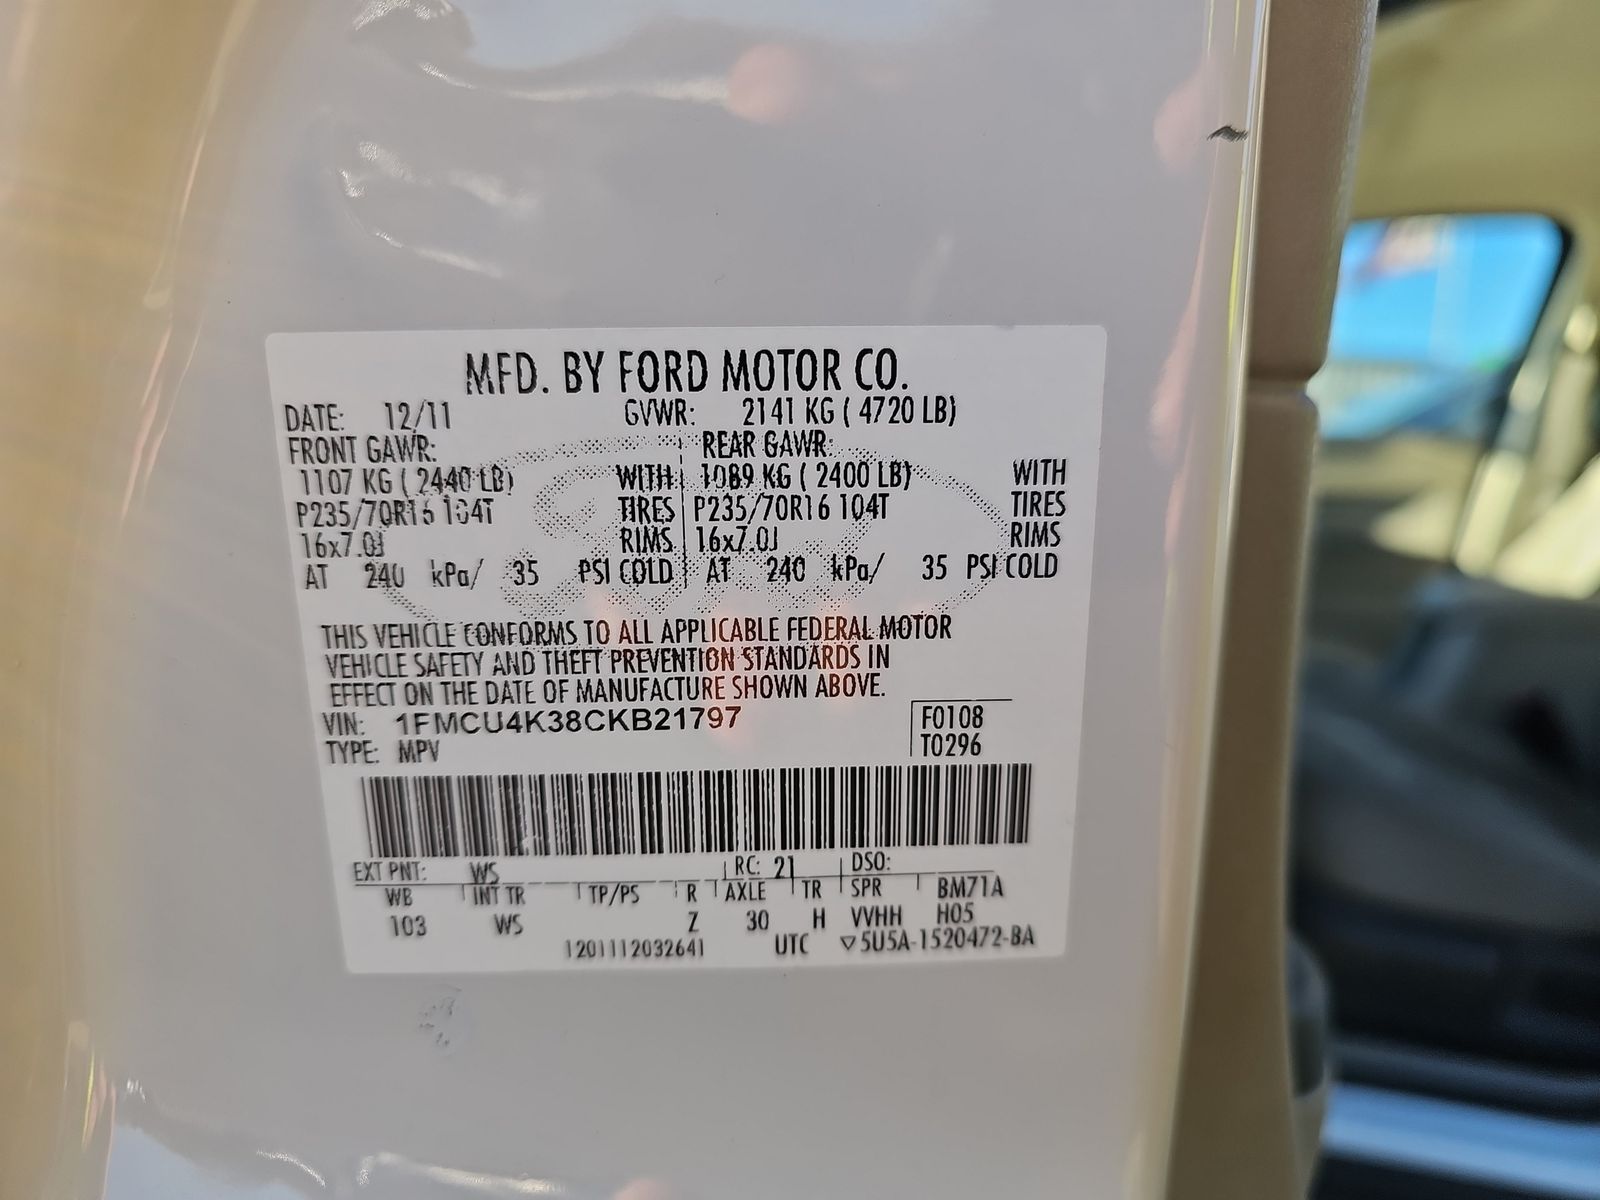 MFD. BY FORD MOTOR CO.
DATE: 12/11 GVWR: 2141 KG ( 4720 LB)
FRONT GAWR: REAR GAWR:
1107 KG ( 2440 LB) WITH 1089 KG ( 2400 LB) WITH
P235/70R16 104T TIRES P235/70R16 104T TIRES
16x7.0J RIMS 16x7.0J RIMS
AT 240 kPa/ 35 PSI COLD AT 240 kPa/ 35 PSI COLD
THIS VEHICLE CONFORMS TO ALL APPLICABLE FEDERAL MOTOR
VEHICLE SAFETY AND THEFT PREVENTION STANDARDS IN
EFFECT ON THE DATE OF MANUFACTURE SHOWN ABOVE.
VIN: 1FMCU4K38CKB21797 F0108
TYPE: MPV T0296
EXT PNT: WS RC: 21 DSO:
WB INT TR TP/PS R AXLE TR SPR BM71A
103 WS Z 30 H VVHH H05
1201112032641 UTC ▽5U5A-1520472-BA